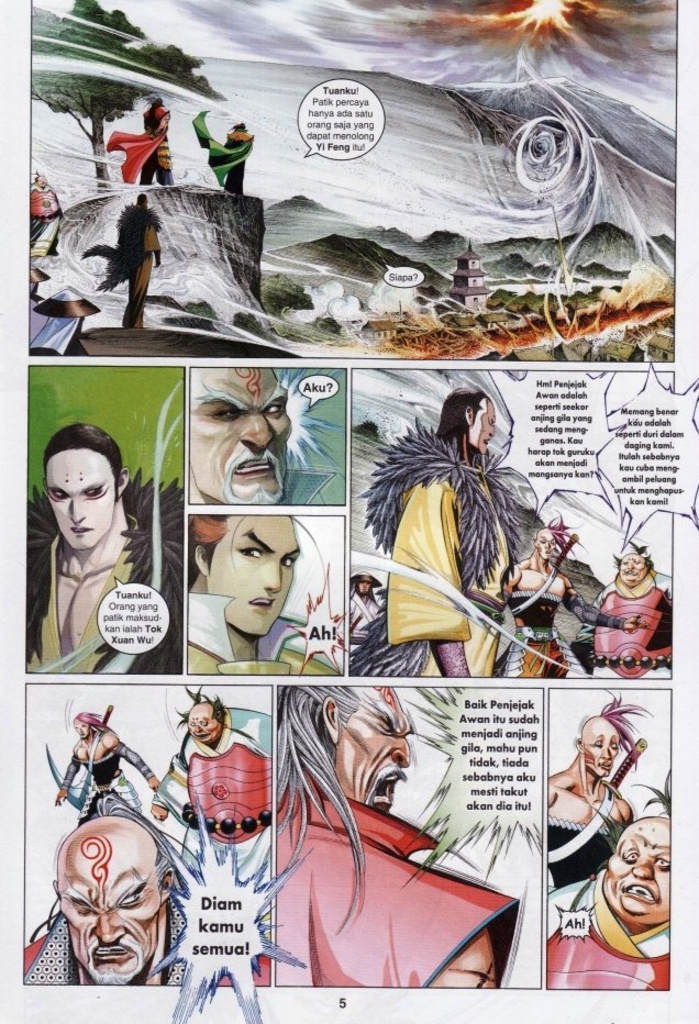 Tuanku!
Patik percaya
hanya ada satu
orang saja yang
dapat menolong
Yi Feng itu!
Siapa?
Tuanku!
Orang yang
patik maksud-
kan ialah Tok
Xuan Wu!
Aku?
Ah!
Hm! Penjejak
Awan adalah
seperti seekor
anjing gila yang
sedang meng-
ganas. Kau
harap tok guruku
akan menjadi
mangsanya kan?
Memang benar
kau adalah
seperti duri dalam
daging kami.
Itulah sebabnya
kau cuba meng-
ambil peluang
untuk menghapus-
kan kami!
Diam
kamu
semua!
Baik Penjejak
Awan itu sudah
menjadi anjing
gila, mahu pun
tidak, tiada
sebabnya aku
mesti takut
akan dia itu!
Ah!
5